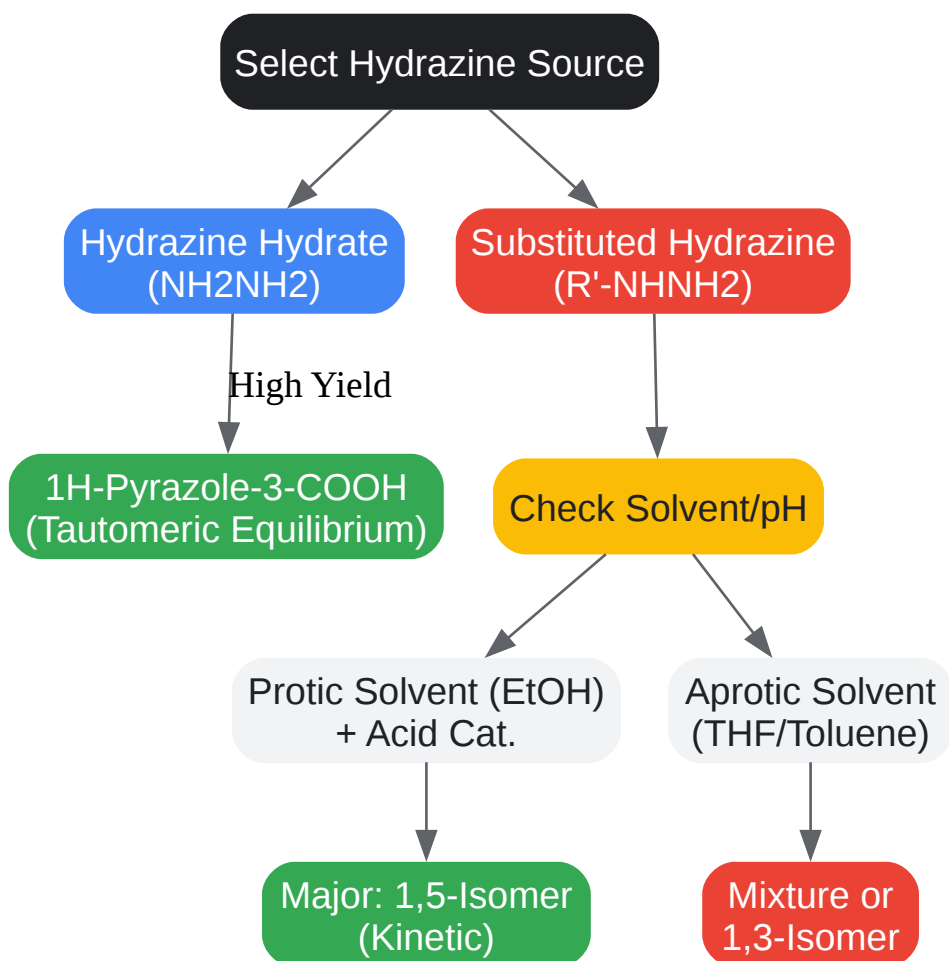 Select Hydrazine Source
Hydrazine Hydrate
(NH2NH2)
Substituted Hydrazine
(R'-NHNH2)
High Yield
1H-Pyrazole-3-COOH
(Tautomeric Equilibrium)
Check Solvent/pH
Protic Solvent (EtOH)
+ Acid Cat.
Aprotic Solvent
(THF/Toluene)
Major: 1,5-Isomer
(Kinetic)
Mixture or
1,3-Isomer